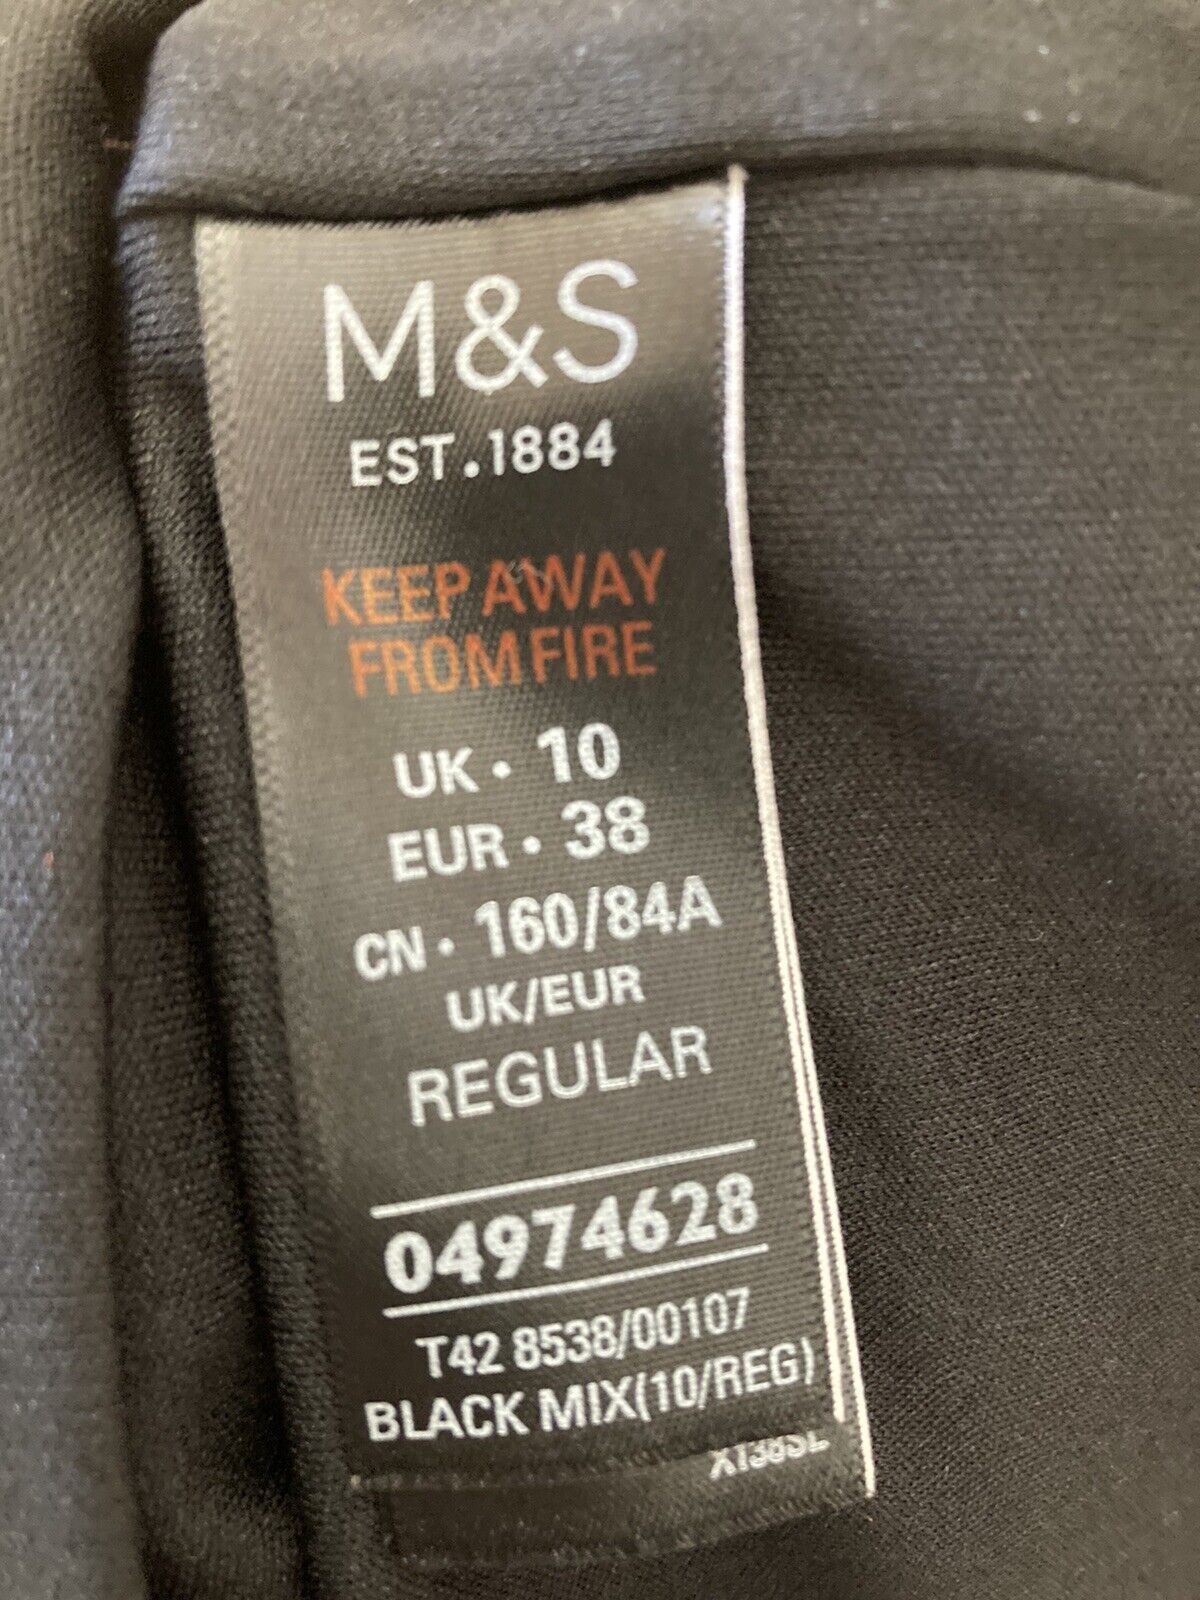 M&S
EST.1884
KEEP AWAY
FROM FIRE
UK · 10
EUR · 38
CN · 160/84A
UK/EUR
REGULAR
04974628
T42 8538/00107
BLACK MIX(10/REG)